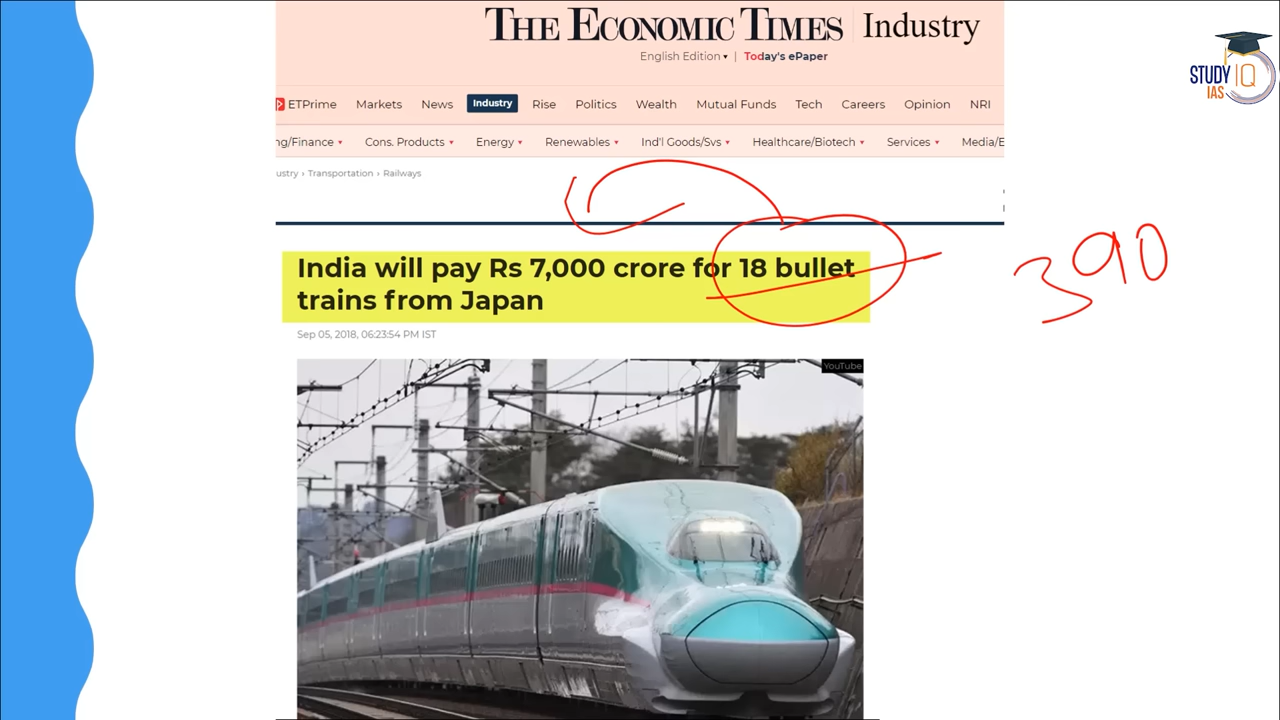 THE ECONOMIC TIMES Industry
English Edition | Today's ePaper
STUDY IQ
IAS
ETPrime Markets News Industry Rise Politics Wealth Mutual Funds Tech Careers Opinion NRI
ng/Finance Cons. Products Energy Renewables Ind'l Goods/Svs Healthcare/Biotech Services Media/E
ustry › Transportation › Railways
India will pay Rs 7,000 crore for 18 bullet
trains from Japan
390
Sep 05, 2018, 06:23:54 PM IST
YouTube